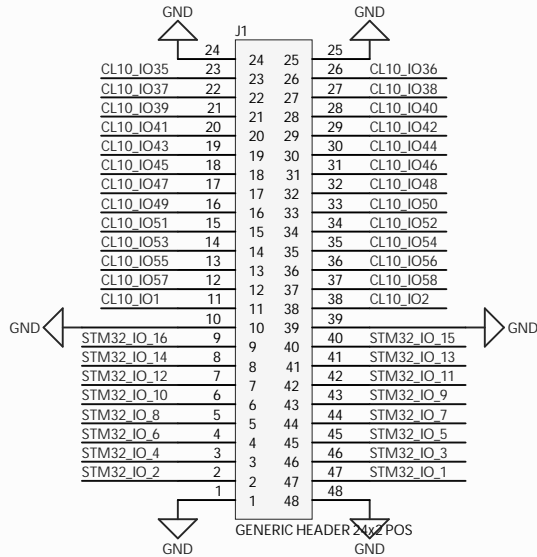 GND GND
J1
24 24 25 25
CL10_IO35 23 23 26 26 CL10_IO36
CL10_IO37 22 22 27 27 CL10_IO38
CL10_IO39 21 21 28 28 CL10_IO40
CL10_IO41 20 20 29 29 CL10_IO42
CL10_IO43 19 19 30 30 CL10_IO44
CL10_IO45 18 18 31 31 CL10_IO46
CL10_IO47 17 17 32 32 CL10_IO48
CL10_IO49 16 16 33 33 CL10_IO50
CL10_IO51 15 15 34 34 CL10_IO52
CL10_IO53 14 14 35 35 CL10_IO54
CL10_IO55 13 13 36 36 CL10_IO56
CL10_IO57 12 12 37 37 CL10_IO58
CL10_IO1 11 11 38 38 CL10_IO2
GND 10 10 39 39 GND
STM32_IO_16 9 9 40 40 STM32_IO_15
STM32_IO_14 8 8 41 41 STM32_IO_13
STM32_IO_12 7 7 42 42 STM32_IO_11
STM32_IO_10 6 6 43 43 STM32_IO_9
STM32_IO_8 5 5 44 44 STM32_IO_7
STM32_IO_6 4 4 45 45 STM32_IO_5
STM32_IO_4 3 3 46 46 STM32_IO_3
STM32_IO_2 2 2 47 47 STM32_IO_1
1 1 48 48
GENERIC HEADER 24x2 POS
GND GND